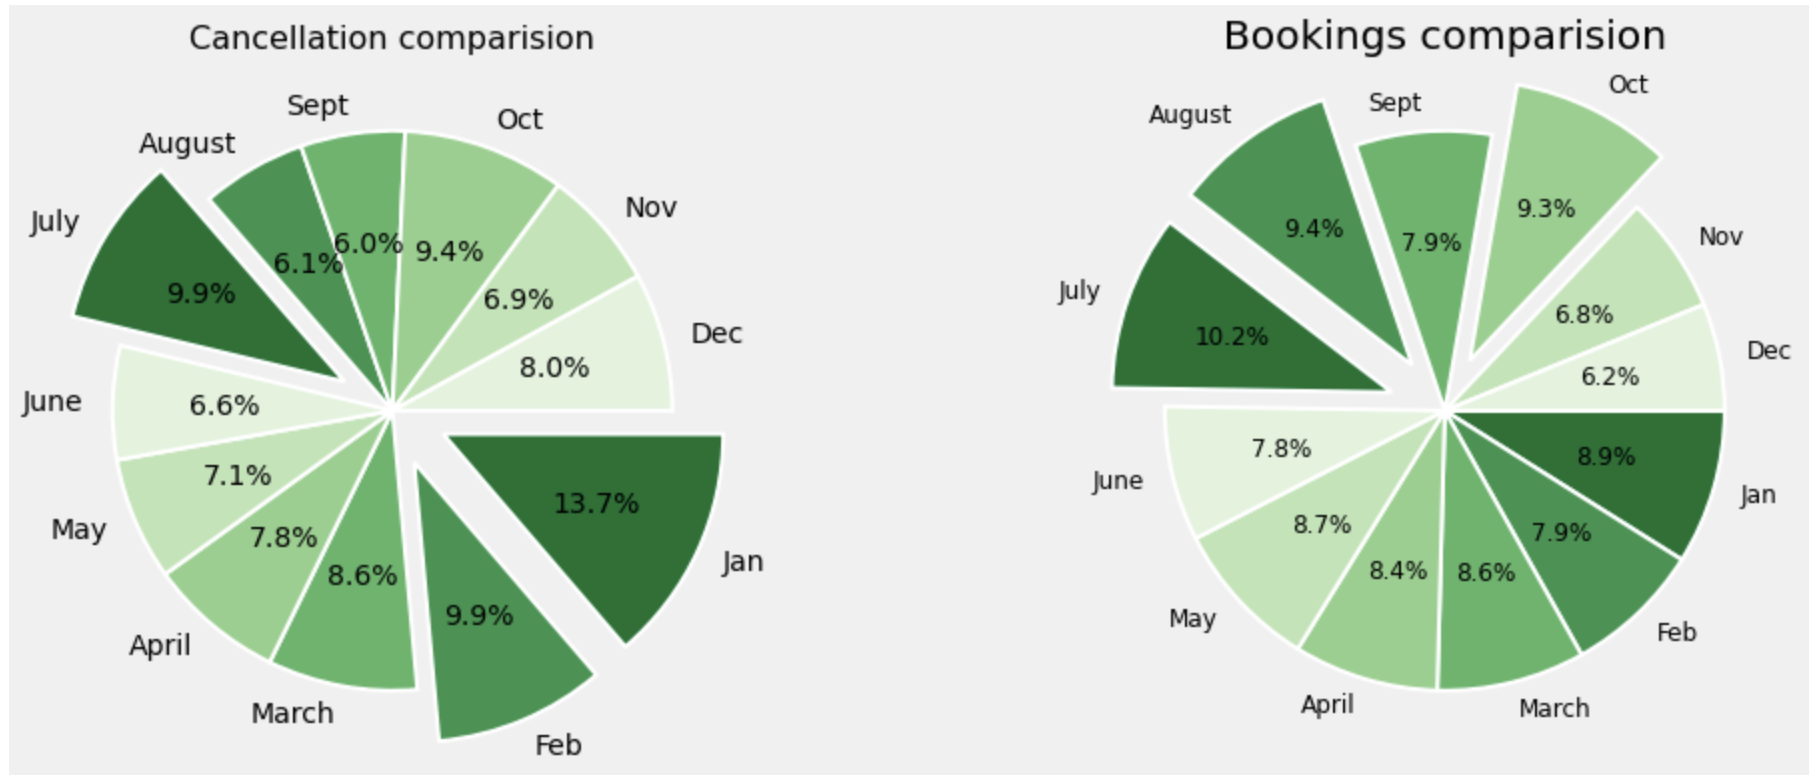 Cancellation comparision
Sept
Oct
August
Nov
July
Dec
June
May
Jan
April
March
Feb
6.0%
9.4%
6.1%
9.9%
6.9%
8.0%
6.6%
7.1%
13.7%
7.8%
8.6%
9.9%
Bookings comparision
Oct
Sept
August
Nov
July
Dec
June
Jan
May
Feb
April
March
9.3%
9.4%
7.9%
6.8%
10.2%
6.2%
7.8%
8.9%
8.7%
7.9%
8.4%
8.6%